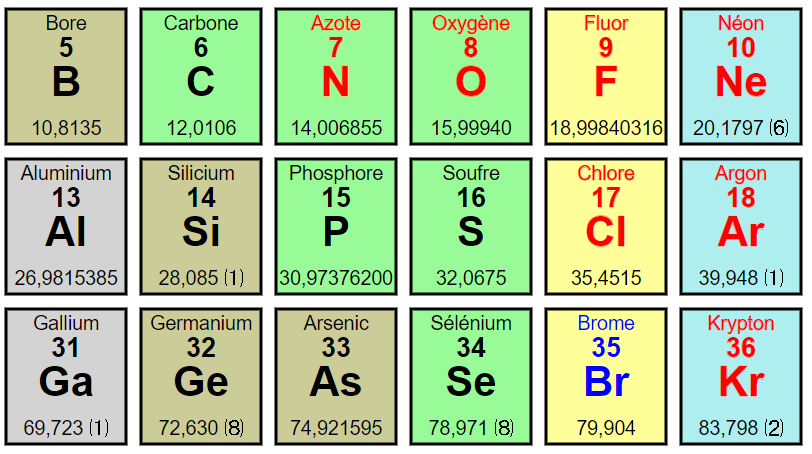 Bore Carbone Azote Oxygène Fluor Néon
5 6 7 8 9 10
B C N O F Ne
10,8135 12,0106 14,006855 15,99940 18,99840316 20,1797 (6)
Aluminium Silicium Phosphore Soufre Chlore Argon
13 14 15 16 17 18
Al Si P S Cl Ar
26,9815385 28,085 (1) 30,97376200 32,0675 35,4515 39,948 (1)
Gallium Germanium Arsenic Sélénium Brome Krypton
31 32 33 34 35 36
Ga Ge As Se Br Kr
69,723 (1) 72,630 (8) 74,921595 78,971 (8) 79,904 83,798 (2)